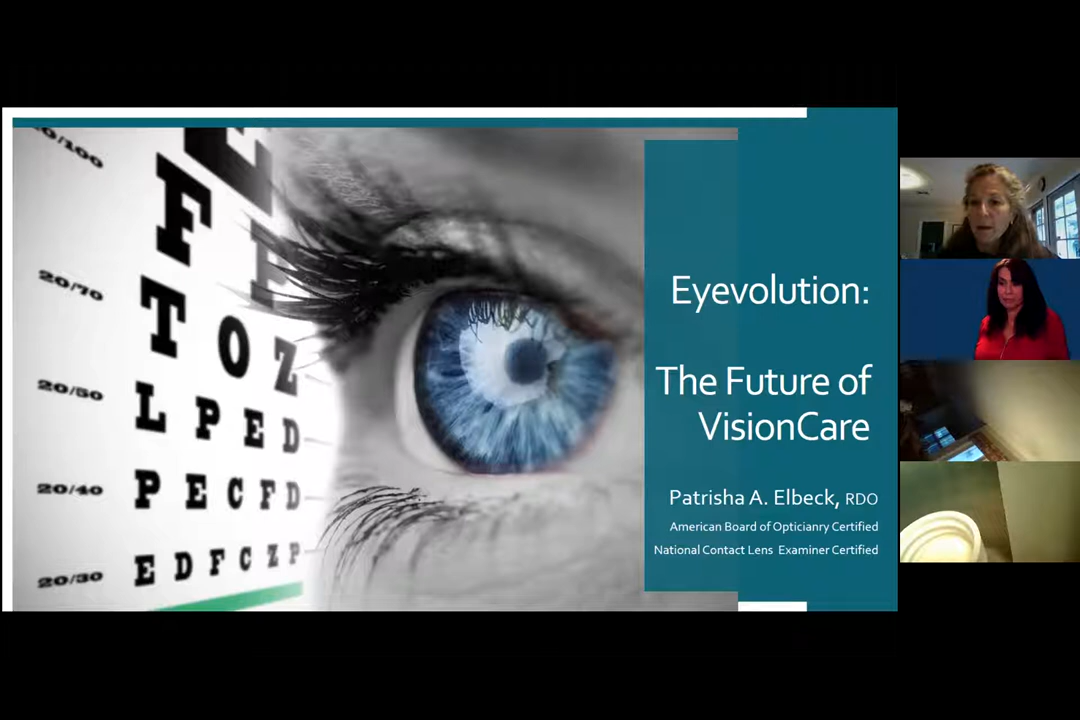 20/100
E
F
P
20/70
T O Z
20/50
L P E D
20/40
P E C F D
20/30
E D F C Z P
Eyevolution:
The Future of
VisionCare
Patrisha A. Elbeck, RDO
American Board of Opticianry Certified
National Contact Lens Examiner Certified